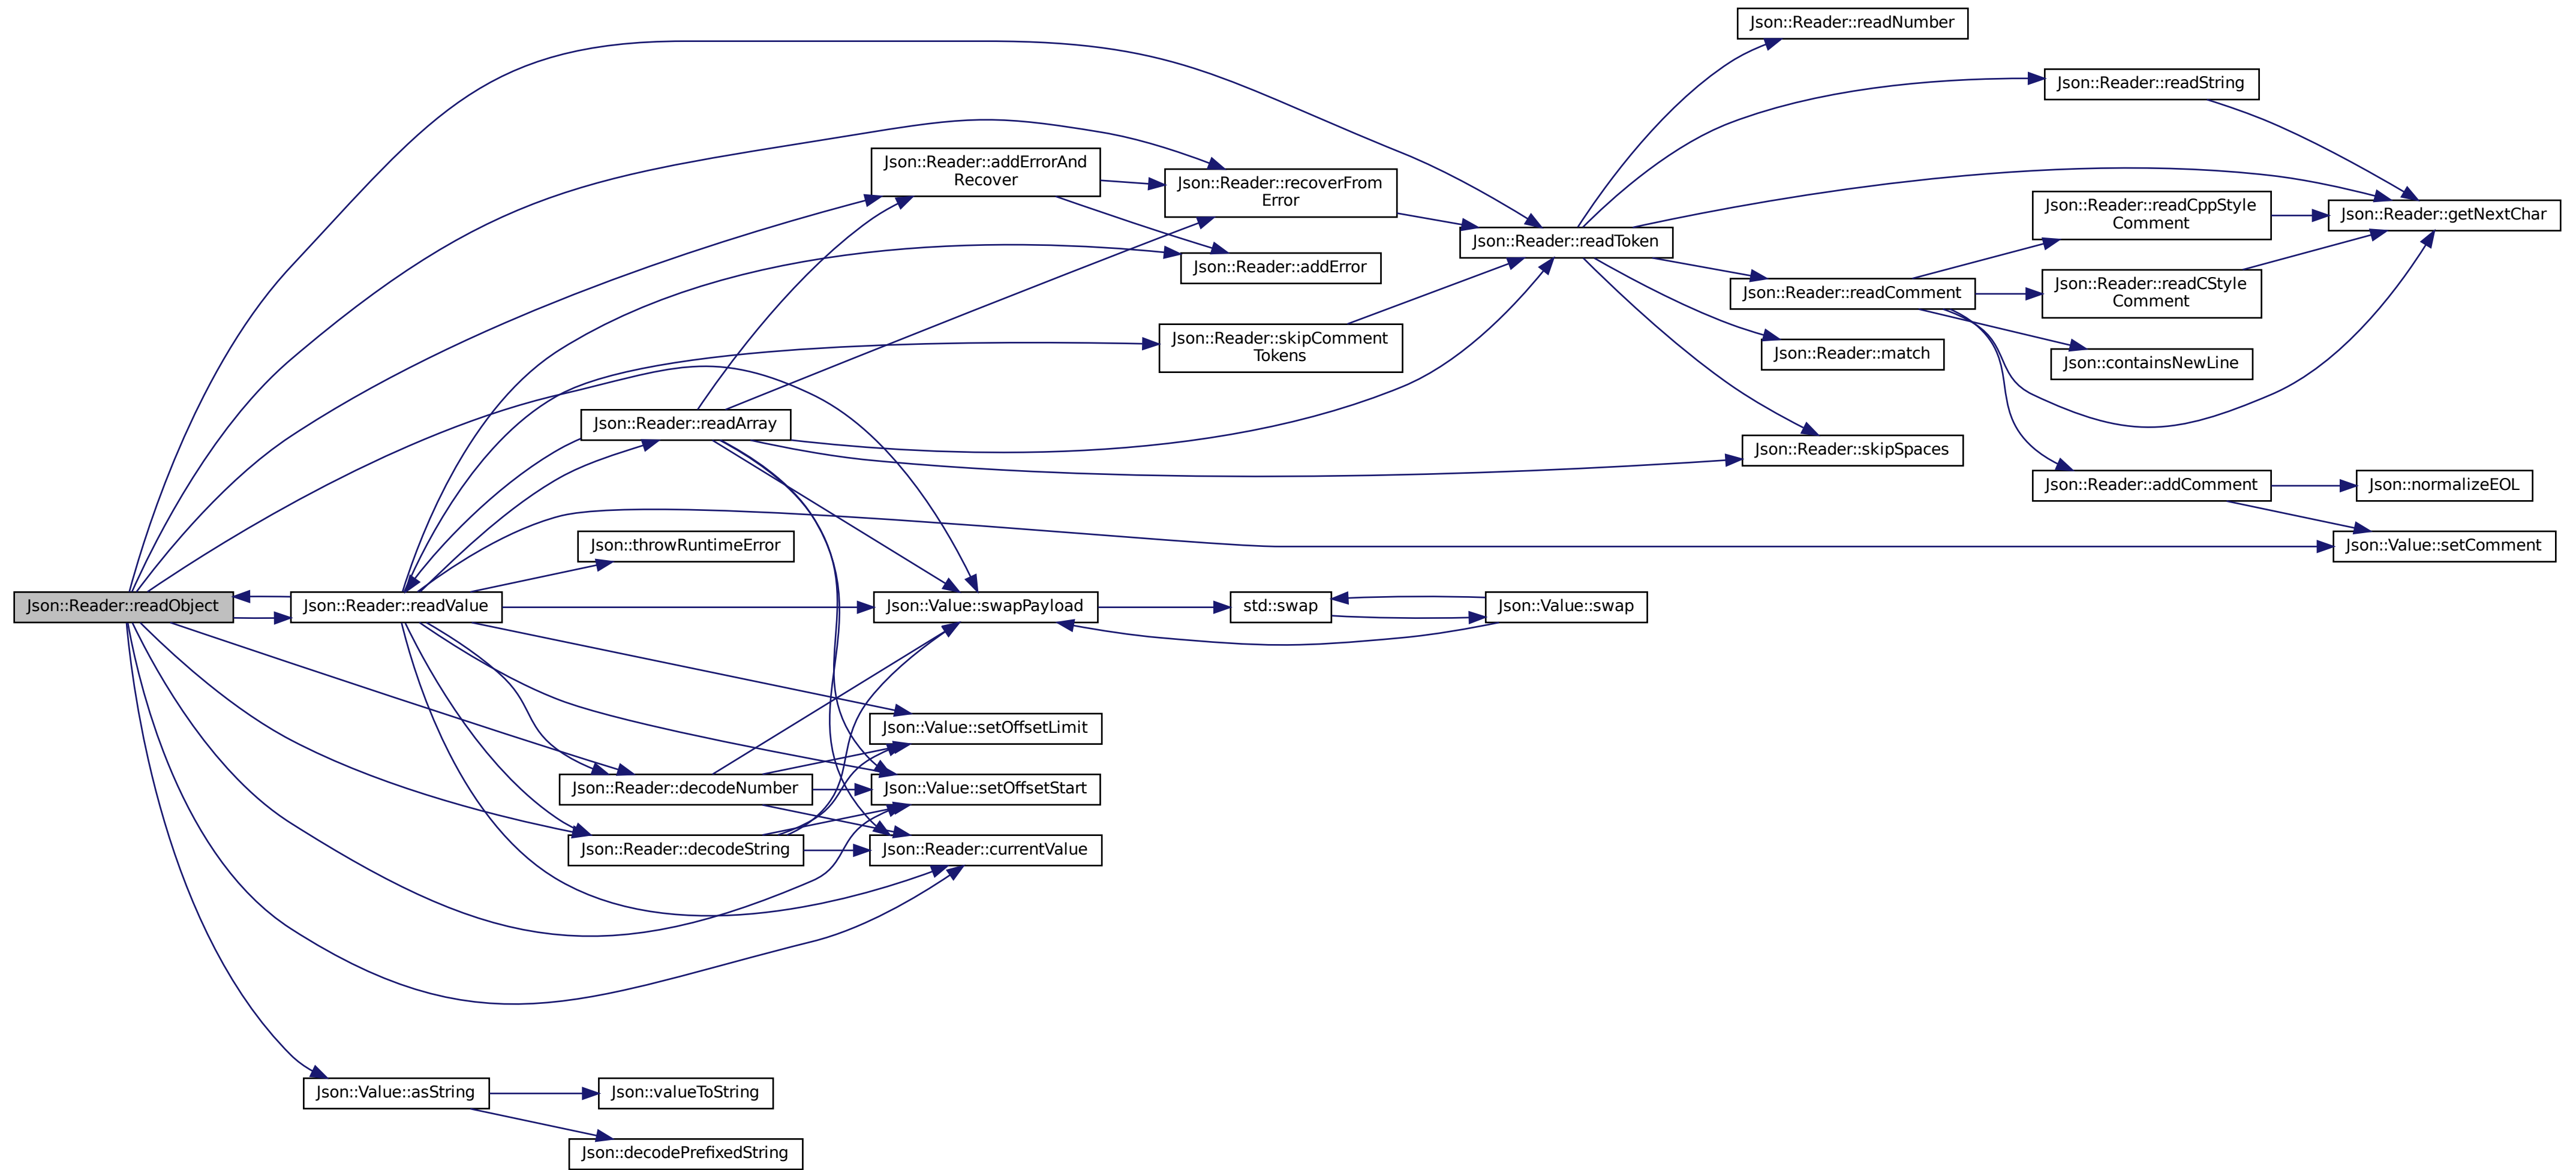 Json::Reader::readNumber
Json::Reader::readString
Json::Reader::addErrorAnd
Recover
Json::Reader::recoverFrom
Error
Json::Reader::readCppStyle
Comment
Json::Reader::getNextChar
Json::Reader::readToken
Json::Reader::addError
Json::Reader::readComment
Json::Reader::readCStyle
Comment
Json::Reader::skipComment
Tokens
Json::Reader::match
Json::containsNewLine
Json::Reader::readArray
Json::Reader::skipSpaces
Json::Reader::addComment
Json::normalizeEOL
Json::throwRuntimeError
Json::Value::setComment
Json::Reader::readObject
Json::Reader::readValue
Json::Value::swapPayload
std::swap
Json::Value::swap
Json::Value::setOffsetLimit
Json::Reader::decodeNumber
Json::Value::setOffsetStart
Json::Reader::decodeString
Json::Reader::currentValue
Json::Value::asString
Json::valueToString
Json::decodePrefixedString